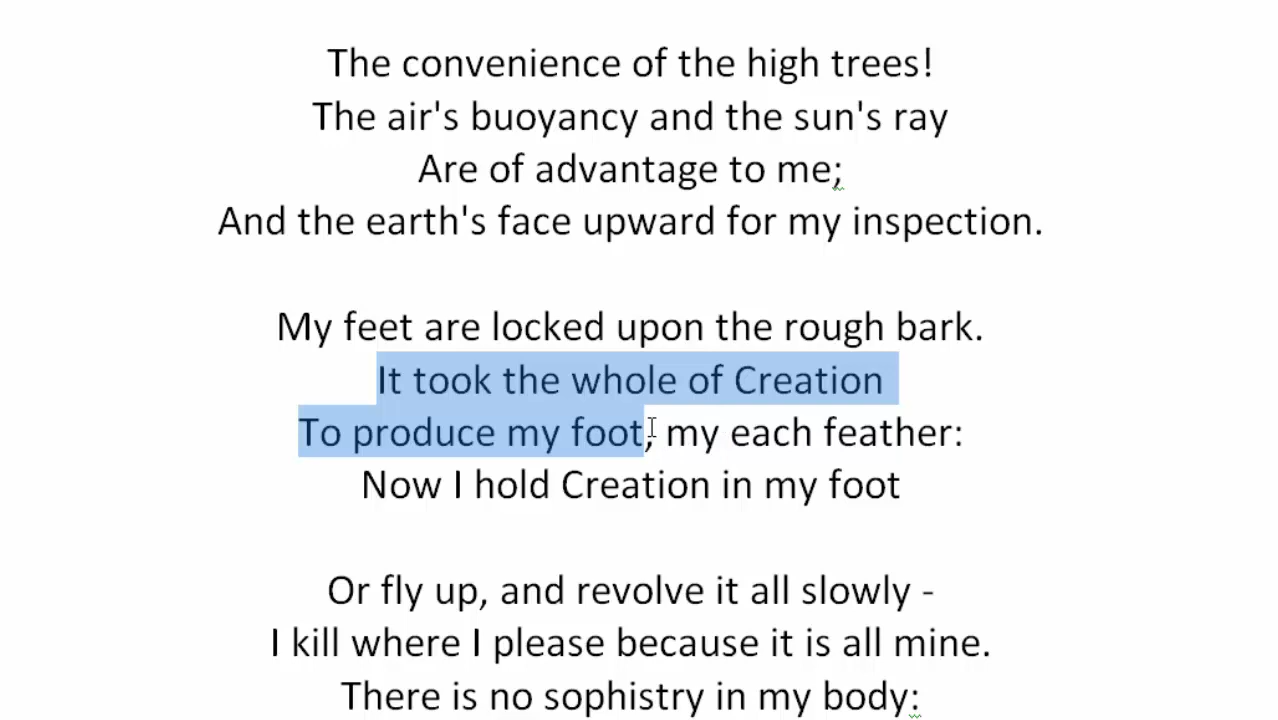 The convenience of the high trees!
The air's buoyancy and the sun's ray
Are of advantage to me;
And the earth's face upward for my inspection.
My feet are locked upon the rough bark.
It took the whole of Creation
To produce my foot, my each feather:
Now I hold Creation in my foot
Or fly up, and revolve it all slowly -
I kill where I please because it is all mine.
There is no sophistry in my body: